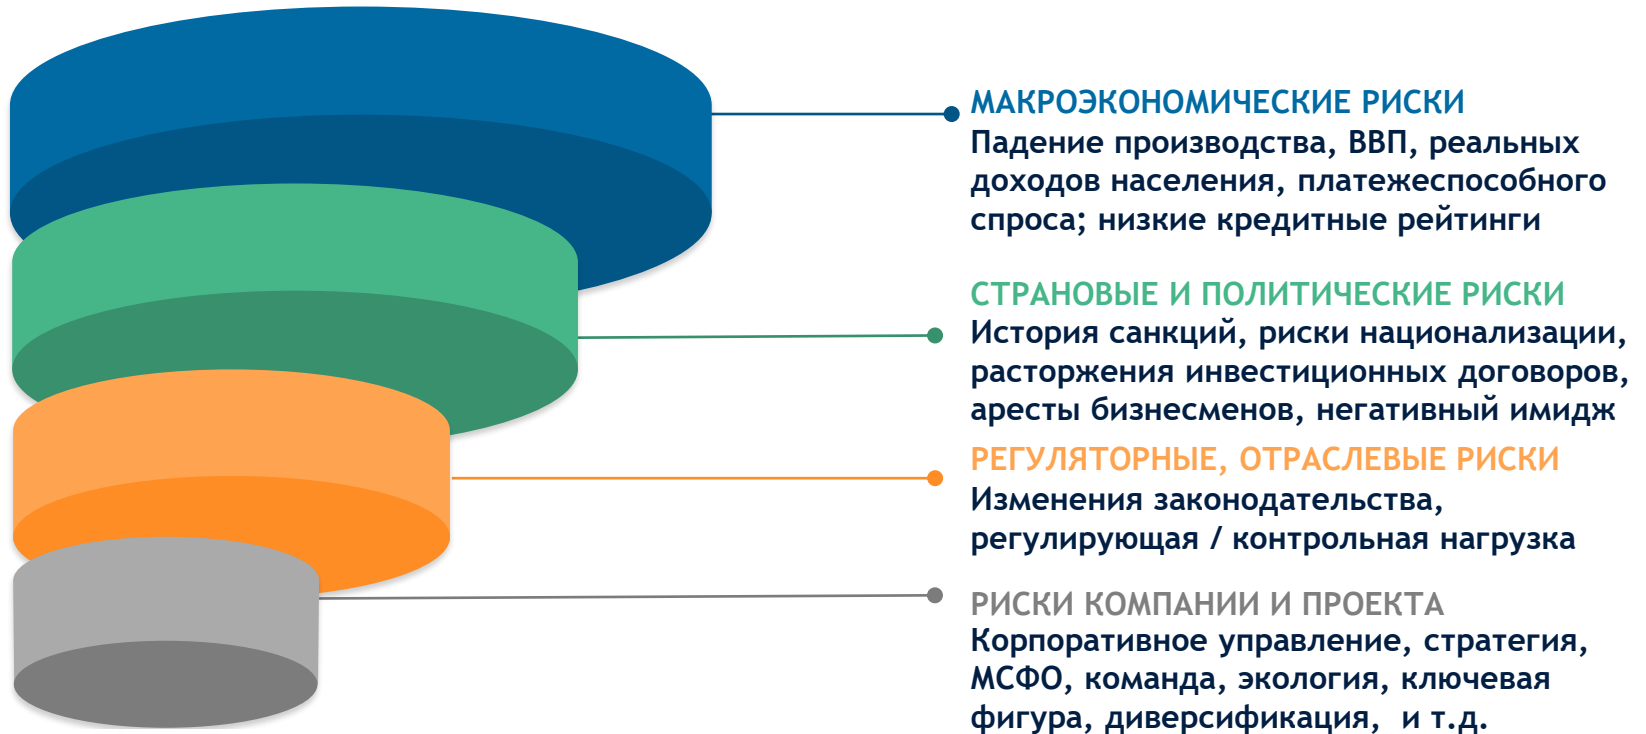 МАКРОЭКОНОМИЧЕСКИЕ РИСКИ
Падение производства, ВВП, реальных
доходов населения, платежеспособного
спроса; низкие кредитные рейтинги
СТРАНОВЫЕ И ПОЛИТИЧЕСКИЕ РИСКИ
История санкций, риски национализации,
расторжения инвестиционных договоров,
аресты бизнесменов, негативный имидж
РЕГУЛЯТОРНЫЕ, ОТРАСЛЕВЫЕ РИСКИ
Изменения законодательства,
регулирующая / контрольная нагрузка
РИСКИ КОМПАНИИ И ПРОЕКТА
Корпоративное управление, стратегия,
МСФО, команда, экология, ключевая
фигура, диверсификация,  и т.д.